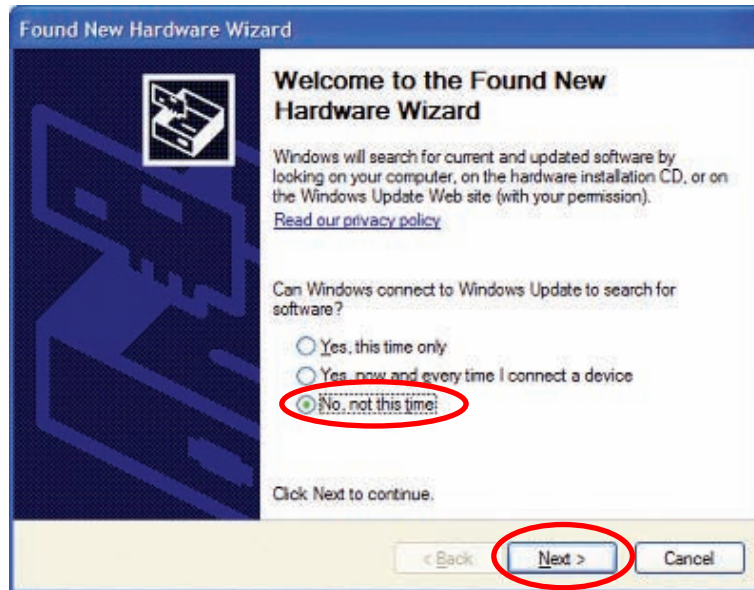 Found New Hardware Wizard
Welcome to the Found New
Hardware Wizard
Windows will search for current and updated software by
looking on your computer, on the hardware installation CD, or on
the Windows Update Web site (with your permission).
Read our privacy policy
Can Windows connect to Windows Update to search for
software?
Yes, this time only
Yes, now and every time I connect a device
No, not this time
Click Next to continue.
< Back Next > Cancel